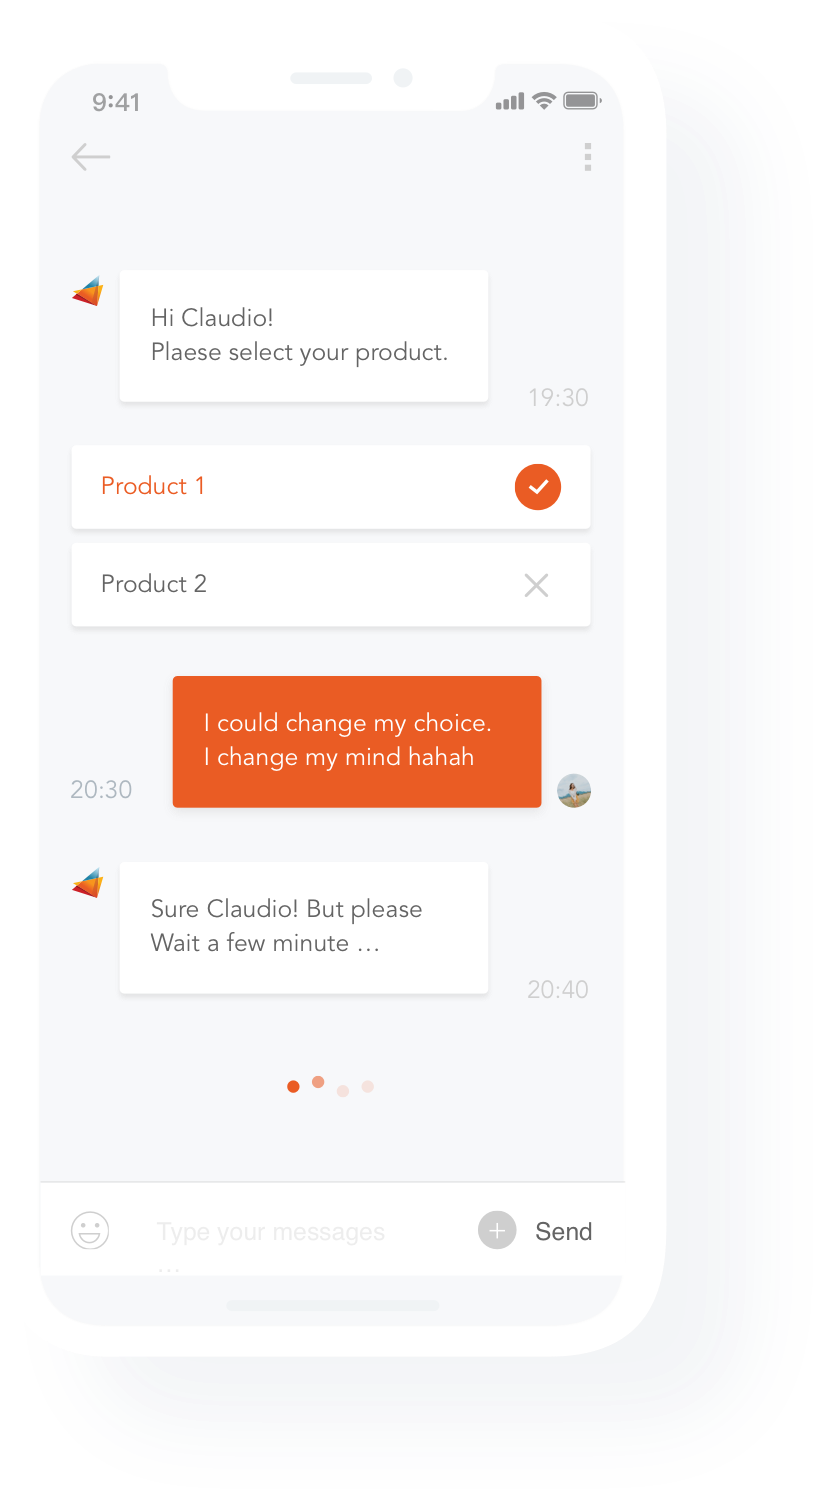 9:41
Hi Claudio!
Plaese select your product.
19:30
Product 1
Product 2
I could change my choice.
I change my mind hahah
20:30
Sure Claudio! But please
Wait a few minute …
20:40
Type your messages
...
Send